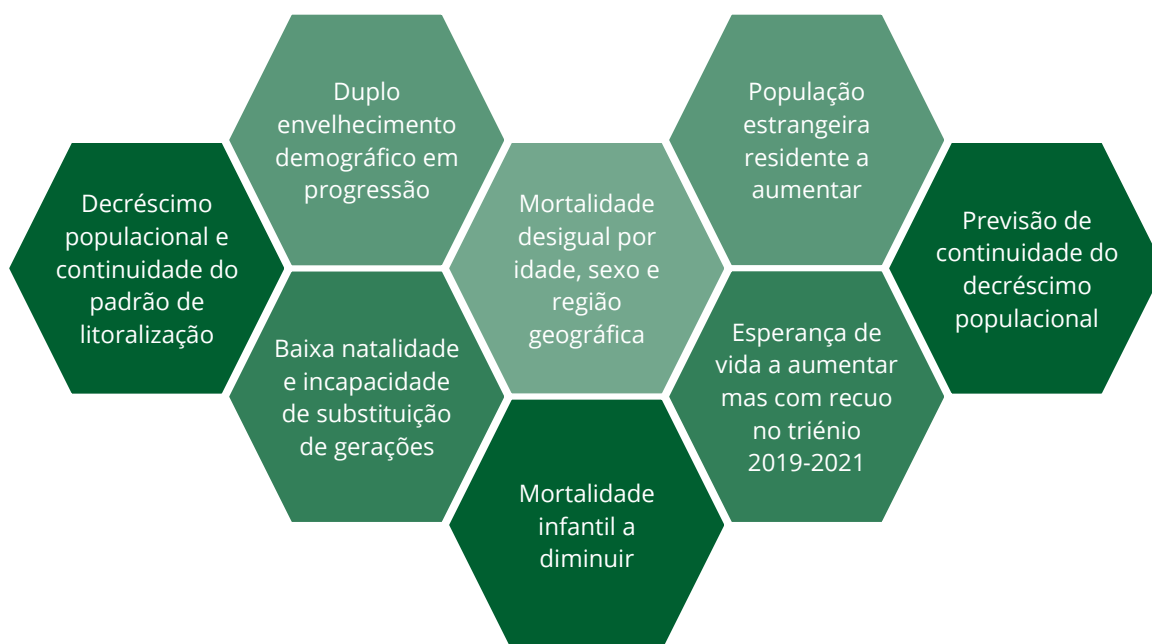 Decréscimo
populacional e
continuidade do
padrão de
litoralização
Duplo
envelhecimento
demográfico em
progressão
Baixa natalidade
e incapacidade
de substituição
de gerações
Mortalidade
desigual por
idade, sexo e
região
geográfica
Mortalidade
infantil a
diminuir
População
estrangeira
residente a
aumentar
Esperança de
vida a aumentar
mas com recuo
no triénio
2019-2021
Previsão de
continuidade do
decréscimo
populacional